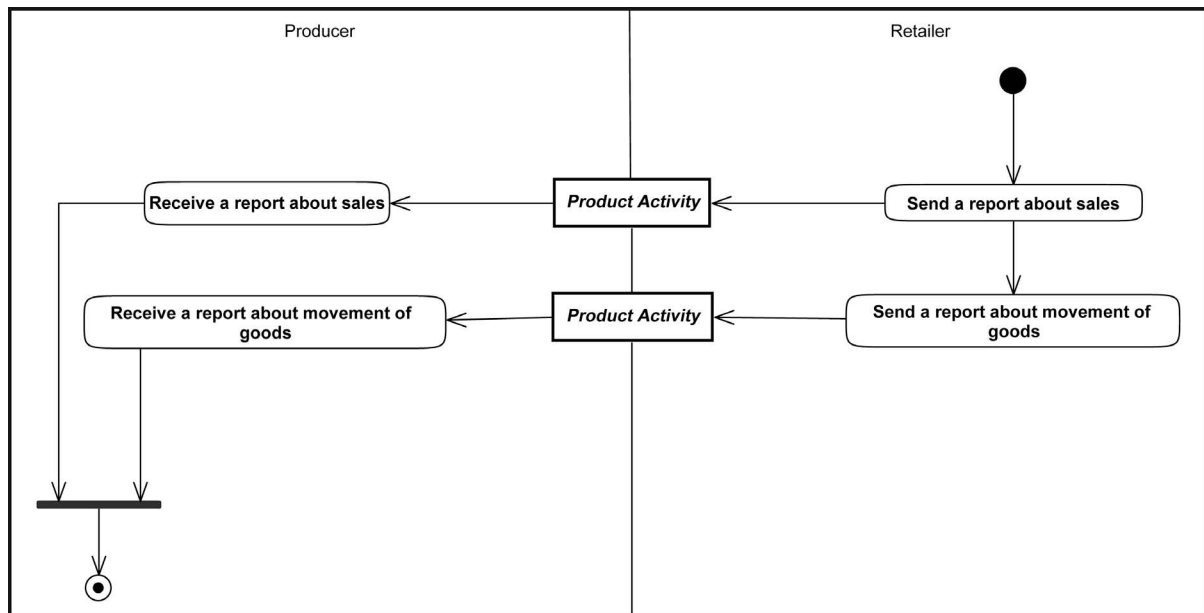 Producer
Retailer
Receive a report about sales
Product Activity
Send a report about sales
Receive a report about movement of
goods
Product Activity
Send a report about movement of
goods